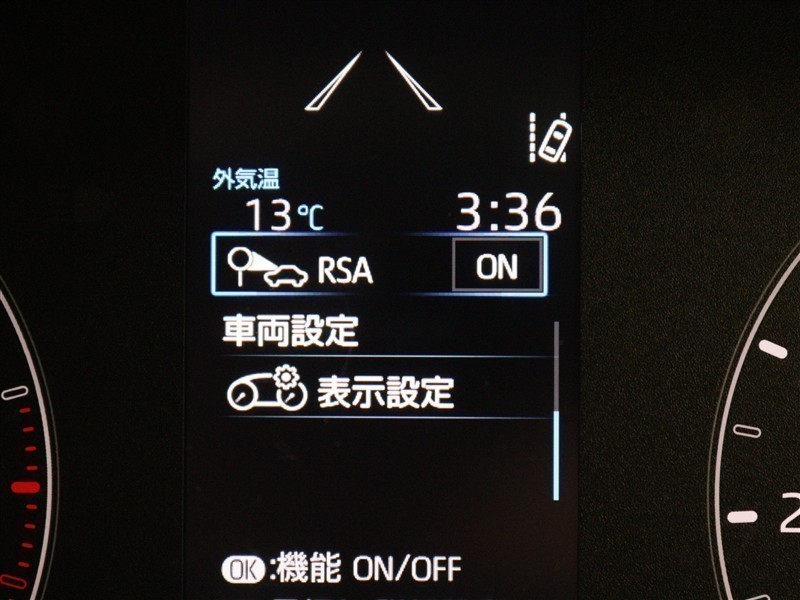 外気温
13℃ 3:36
RSA ON
車両設定
表示設定
OK:機能 ON/OFF
2